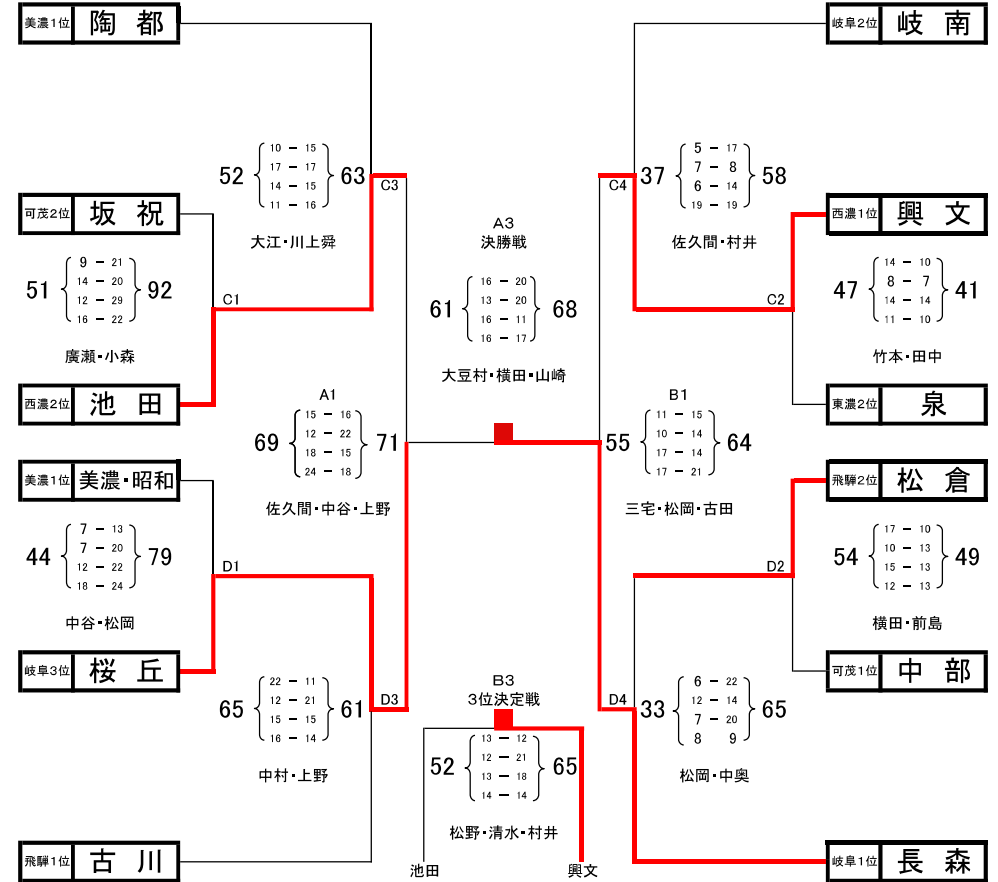 美濃1位 陶都
岐阜2位 岐南
10 - 15
52 17 - 17 63
14 - 15
11 - 16
C3
大江・川上舜
C4
5 - 17
37 7 - 8 58
6 - 14
19 - 19
佐久間・村井
可茂2位 坂祝
西濃1位 興文
9 - 21
51 14 - 20 92
12 - 29
16 - 22
C1
廣瀬・小森
A3
決勝戦
16 - 20
61 13 - 20 68
16 - 11
16 - 17
大豆村・横田・山崎
14 - 10
47 8 - 7 41
14 - 14
11 - 10
C2
竹本・田中
西濃2位 池田
東濃2位 泉
A1
15 - 16
69 12 - 22 71
18 - 15
24 - 18
佐久間・中谷・上野
B1
11 - 15
55 10 - 14 64
17 - 14
17 - 21
三宅・松岡・古田
美濃1位 美濃・昭和
飛騨2位 松倉
7 - 13
44 7 - 20 79
12 - 22
18 - 24
D1
中谷・松岡
17 - 10
54 10 - 13 49
15 - 13
12 - 13
D2
横田・前島
岐阜3位 桜丘
可茂1位 中部
22 - 11
65 12 - 21 61
15 - 15
16 - 14
D3
中村・上野
B3
3位決定戦
13 - 12
52 12 - 21 65
13 - 18
14 - 14
松野・清水・村井
池田 興文
D4
6 - 22
33 12 - 14 65
7 - 20
8 9
松岡・中奥
飛騨1位 古川
岐阜1位 長森